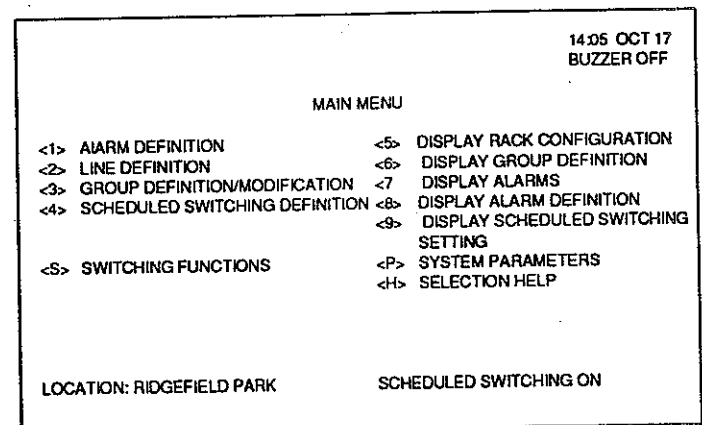 14:05 OCT 17
BUZZER OFF
MAIN MENU
<1> AlARM DEFINITION
<2> LINE DEFINITION
<3> GROUP DEFINITION/MODIFICATION
<4> SCHEDULED SWITCHING DEFINITION
<S> SWITCHING FUNCTIONS
<5> DISPLAY RACK CONFIGURATION
<6> DISPLAY GROUP DEFINITION
<7 DISPLAY ALARMS
<8> DISPLAY ALARM DEFINITION
<9> DISPLAY SCHEDULED SWITCHING
SETTING
<P> SYSTEM PARAMETERS
<H> SELECTION HELP
LOCATION: RIDGEFIELD PARK
SCHEDULED SWITCHING ON